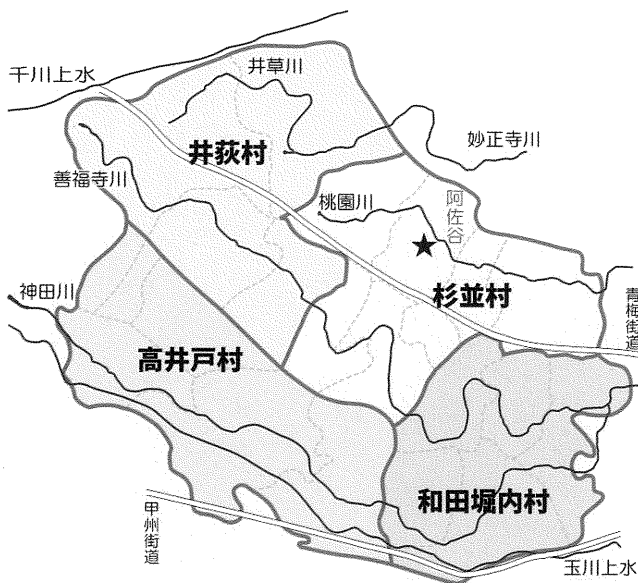 千川上水
井草川
妙正寺川
井荻村
善福寺川
桃園川
阿佐谷
杉並村
神田川
青梅街道
高井戸村
和田堀内村
甲州街道
玉川上水